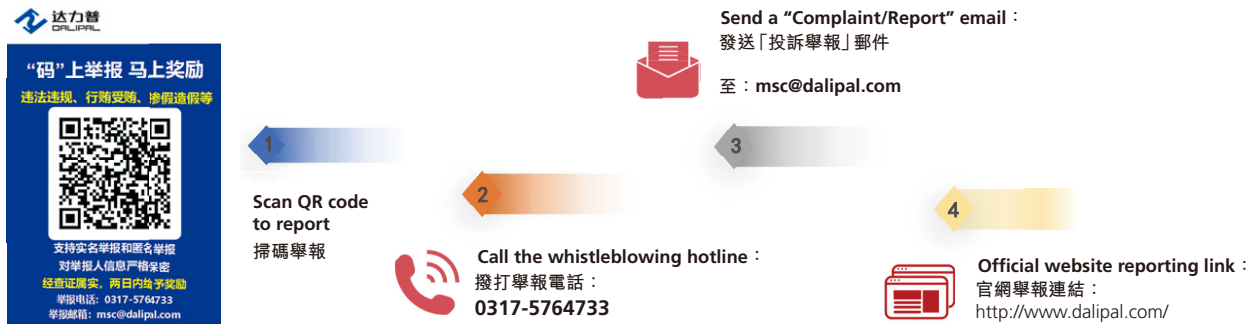 达力普
DALIPAL
“码”上举报 马上奖励
违法违规、行贿受贿、掺假造假等
支持实名举报和匿名举报
对举报人信息严格保密
经查证属实，两日内给予奖励
举报电话：0317-5764733
举报邮箱：msc@dalipal.com
1
Scan QR code
to report
掃碼舉報
2
Call the whistleblowing hotline：
撥打舉報電話：
0317-5764733
Send a “Complaint/Report” email：
發送「投訴舉報」郵件
至：msc@dalipal.com
3
4
Official website reporting link：
官網舉報連結：
http://www.dalipal.com/